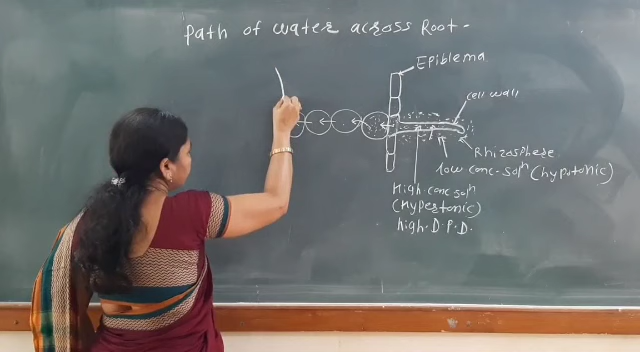 Path of water across Root.
Epiblema
cell wall
Rhizosphere
low conc-solⁿ (hypotonic)
High conc solⁿ
(Hypertonic)
high D.P.D.